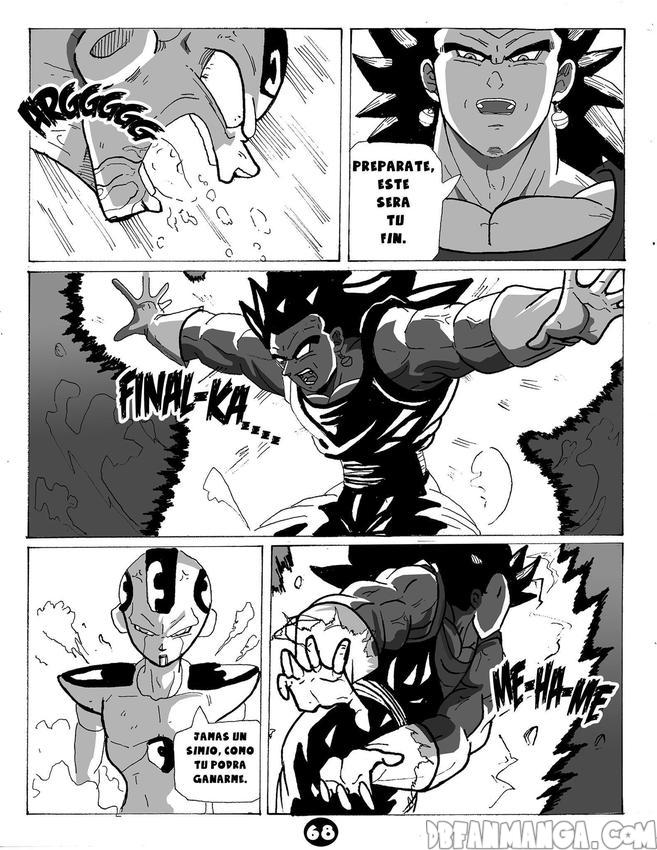 ARGGGGGG
PREPARATE,
ESTE
SERA
TU
FIN.
FINAL-KA....
JAMAS UN
SIMIO, COMO
TU PODRA
GANARME.
ME-HA-ME
68
DBFANMANGA.COM